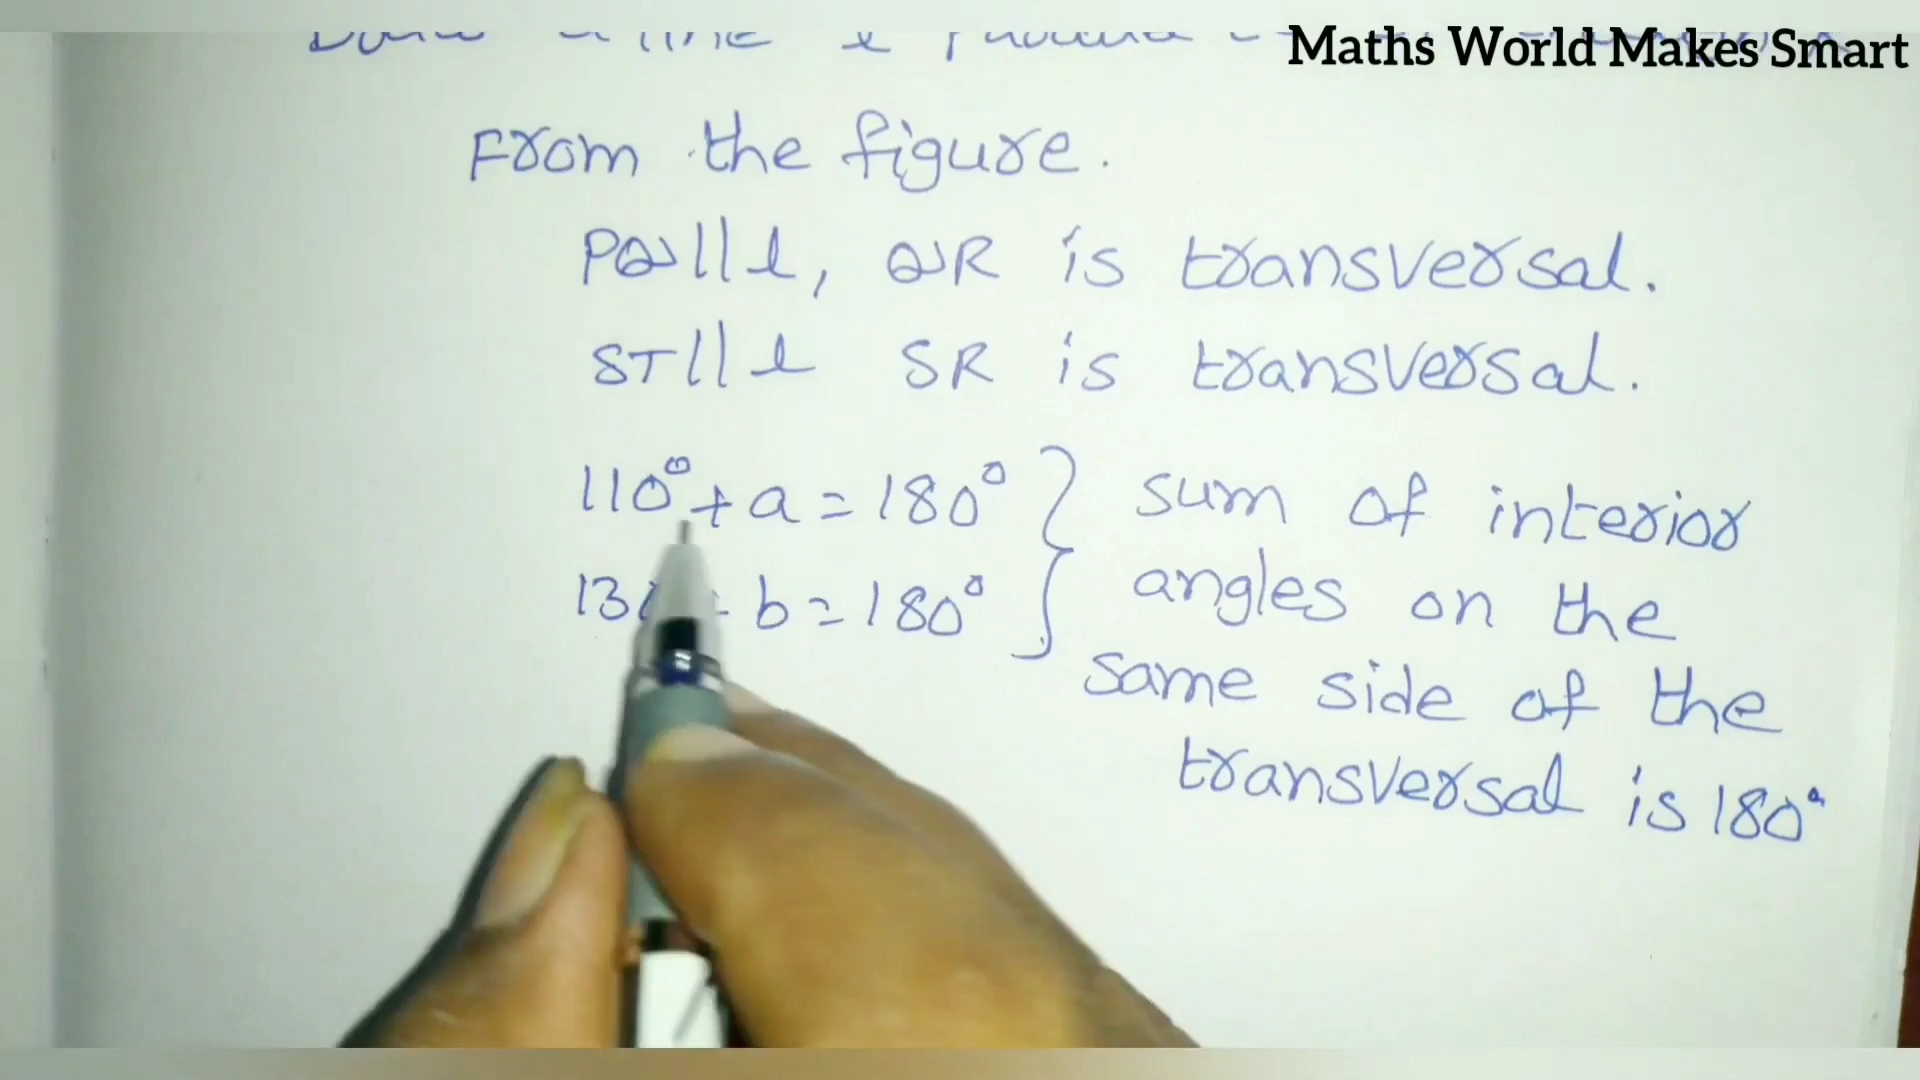 Maths World Makes Smart
From the figure.
PQ || l, QR is transversal.
ST || l SR is transversal.
110° + a = 180° } sum of interior
b = 180° angles on the
same side of the
transversal is 180°